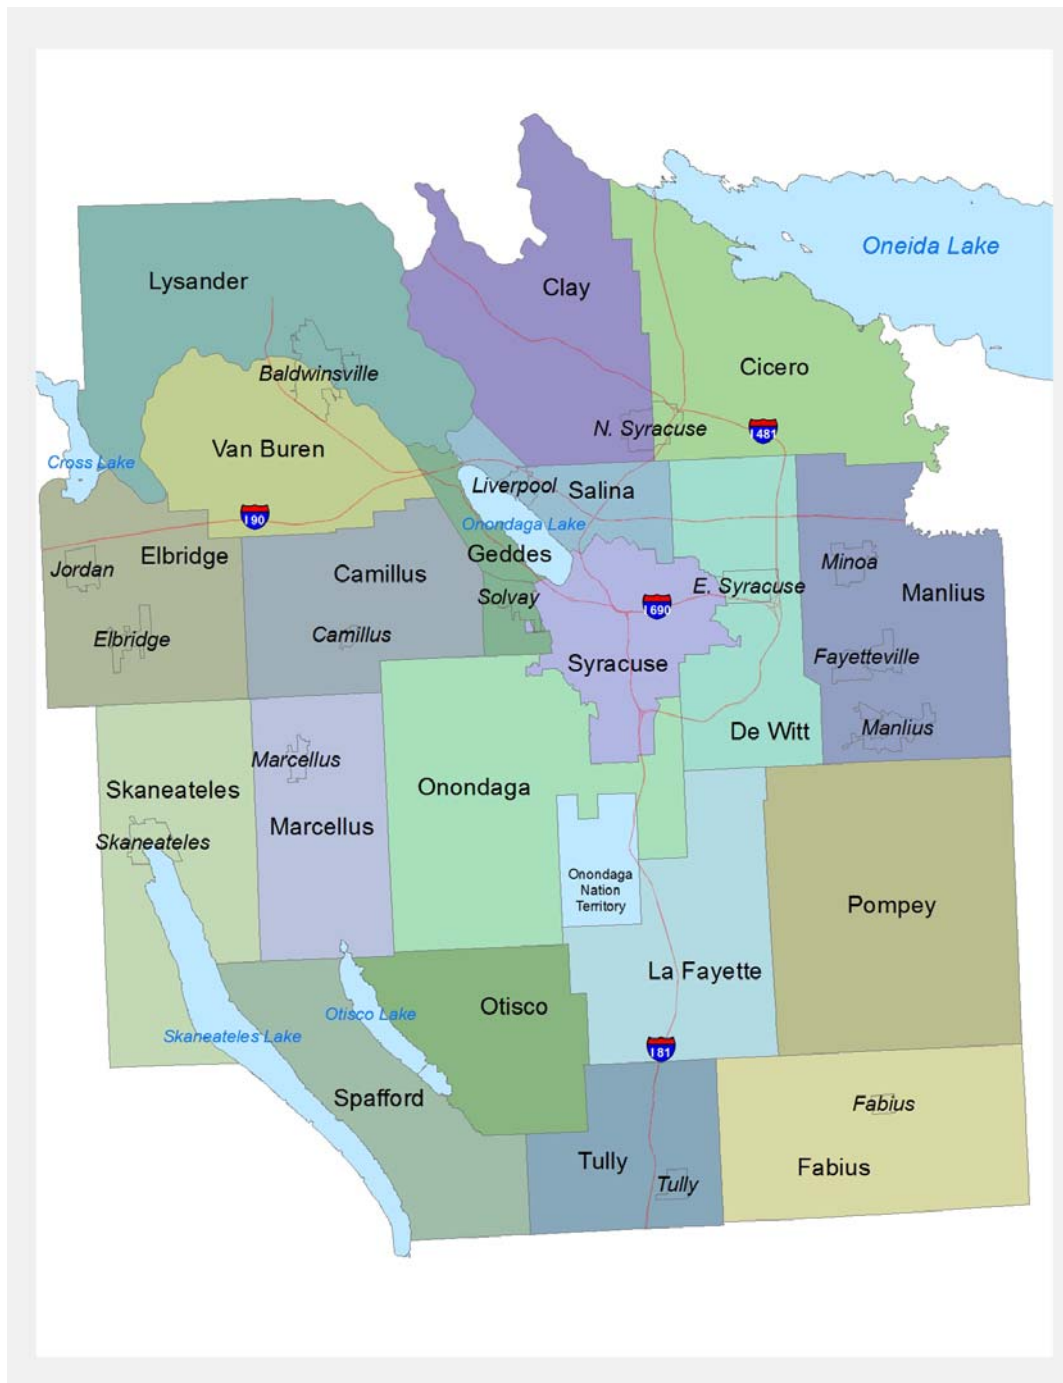 Oneida Lake
Lysander
Clay
Cicero
Baldwinsville
N. Syracuse
I 481
Van Buren
Cross Lake
Liverpool
Salina
I 90
Onondaga Lake
Elbridge
Geddes
Jordan
Camillus
Minoa
E. Syracuse
Manlius
Solvay
I 690
Elbridge
Camillus
Syracuse
Fayetteville
Manlius
De Witt
Marcellus
Skaneateles
Onondaga
Marcellus
Skaneateles
Onondaga
Nation
Territory
Pompey
La Fayette
Otisco
Otisco Lake
Skaneateles Lake
I 81
Spafford
Fabius
Tully
Fabius
Tully